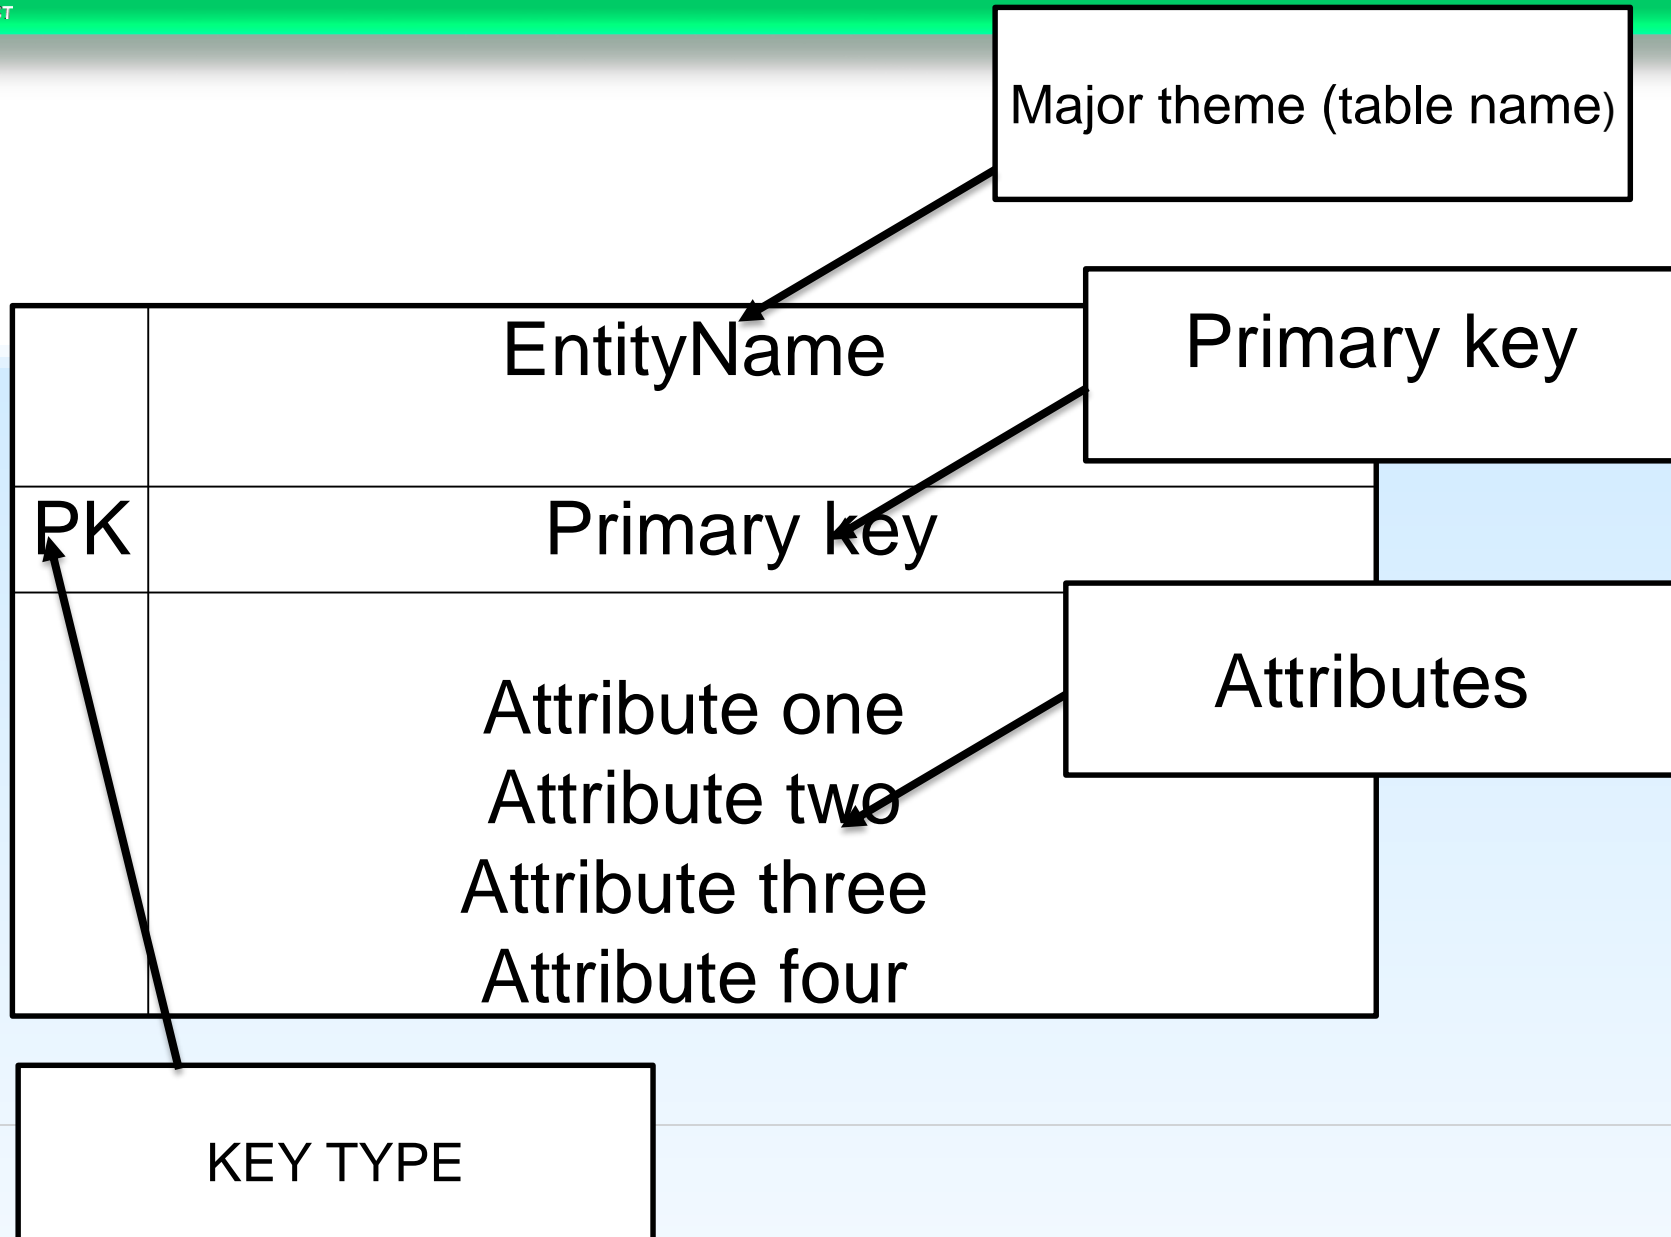 Major theme (table name)
EntityName
Primary key
PK
Primary key
Attributes
Attribute one
Attribute two
Attribute three
Attribute four
KEY TYPE